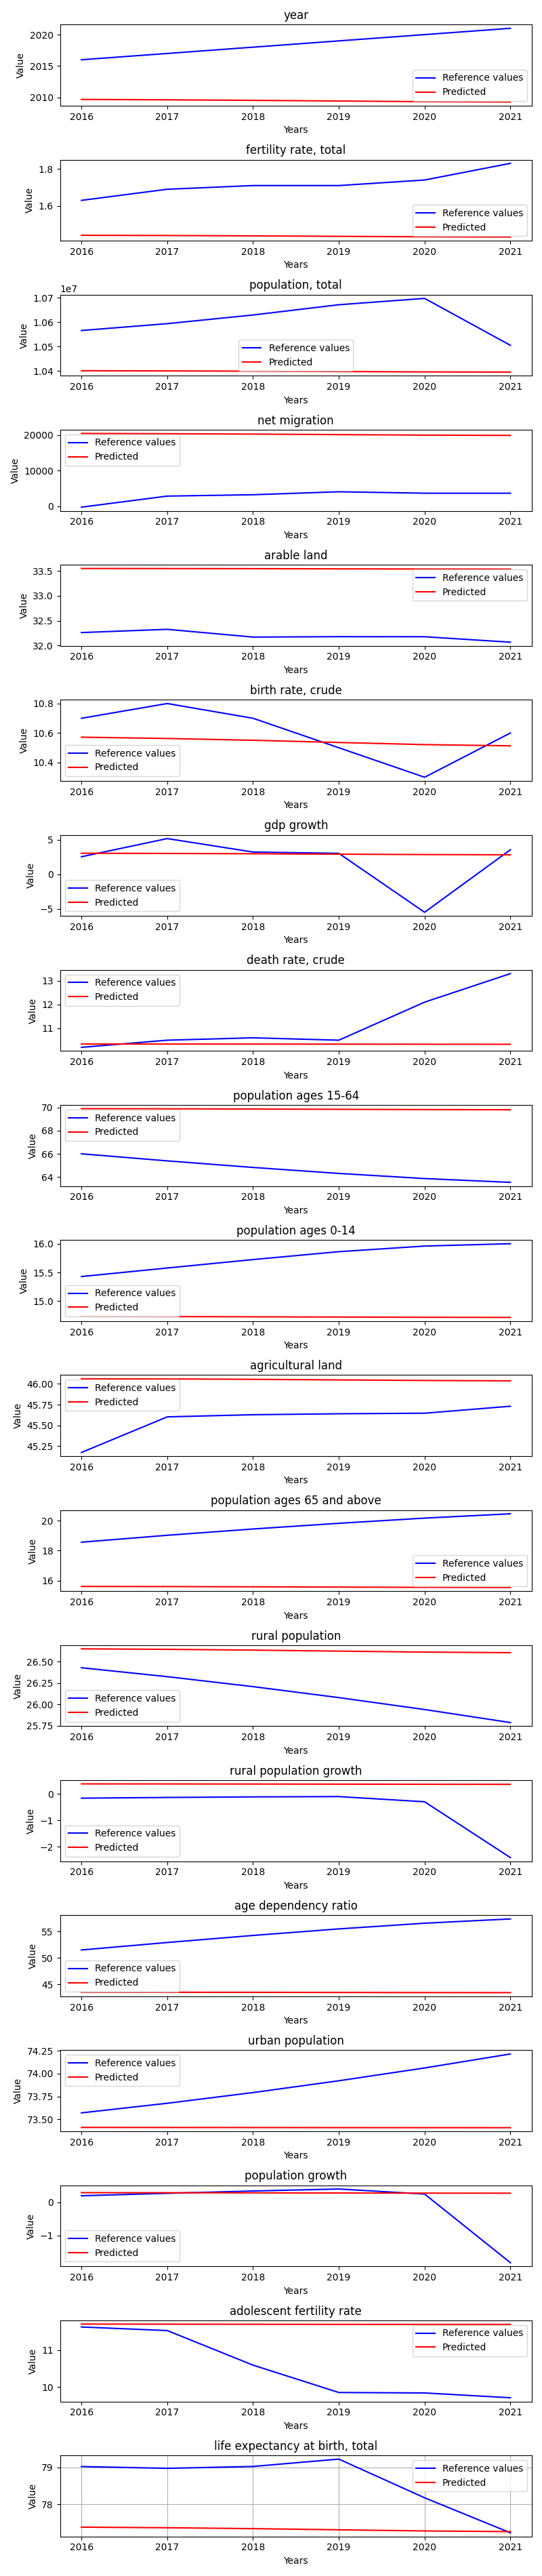 year
Value
2020
2015
2010
Reference values
Predicted
2016 2017 2018 2019 2020 2021
Years
fertility rate, total
Value
1.8
1.6
Reference values
Predicted
2016 2017 2018 2019 2020 2021
Years
population, total
1e7
Value
1.07
1.06
1.05
1.04
Reference values
Predicted
2016 2017 2018 2019 2020 2021
Years
net migration
Value
20000
10000
0
Reference values
Predicted
2016 2017 2018 2019 2020 2021
Years
arable land
Value
33.5
33.0
32.5
32.0
Reference values
Predicted
2016 2017 2018 2019 2020 2021
Years
birth rate, crude
Value
10.8
10.6
10.4
Reference values
Predicted
2016 2017 2018 2019 2020 2021
Years
gdp growth
Value
5
0
−5
Reference values
Predicted
2016 2017 2018 2019 2020 2021
Years
death rate, crude
Value
13
12
11
Reference values
Predicted
2016 2017 2018 2019 2020 2021
Years
population ages 15-64
Value
70
68
66
64
Reference values
Predicted
2016 2017 2018 2019 2020 2021
Years
population ages 0-14
Value
16.0
15.5
15.0
Reference values
Predicted
2016 2017 2018 2019 2020 2021
Years
agricultural land
Value
46.00
45.75
45.50
45.25
Reference values
Predicted
2016 2017 2018 2019 2020 2021
Years
population ages 65 and above
Value
20
18
16
Reference values
Predicted
2016 2017 2018 2019 2020 2021
Years
rural population
Value
26.50
26.25
26.00
25.75
Reference values
Predicted
2016 2017 2018 2019 2020 2021
Years
rural population growth
Value
0
−1
−2
Reference values
Predicted
2016 2017 2018 2019 2020 2021
Years
age dependency ratio
Value
55
50
45
Reference values
Predicted
2016 2017 2018 2019 2020 2021
Years
urban population
Value
74.25
74.00
73.75
73.50
Reference values
Predicted
2016 2017 2018 2019 2020 2021
Years
population growth
Value
0
−1
Reference values
Predicted
2016 2017 2018 2019 2020 2021
Years
adolescent fertility rate
Value
11
10
Reference values
Predicted
2016 2017 2018 2019 2020 2021
Years
life expectancy at birth, total
Value
79
78
Reference values
Predicted
2016 2017 2018 2019 2020 2021
Years